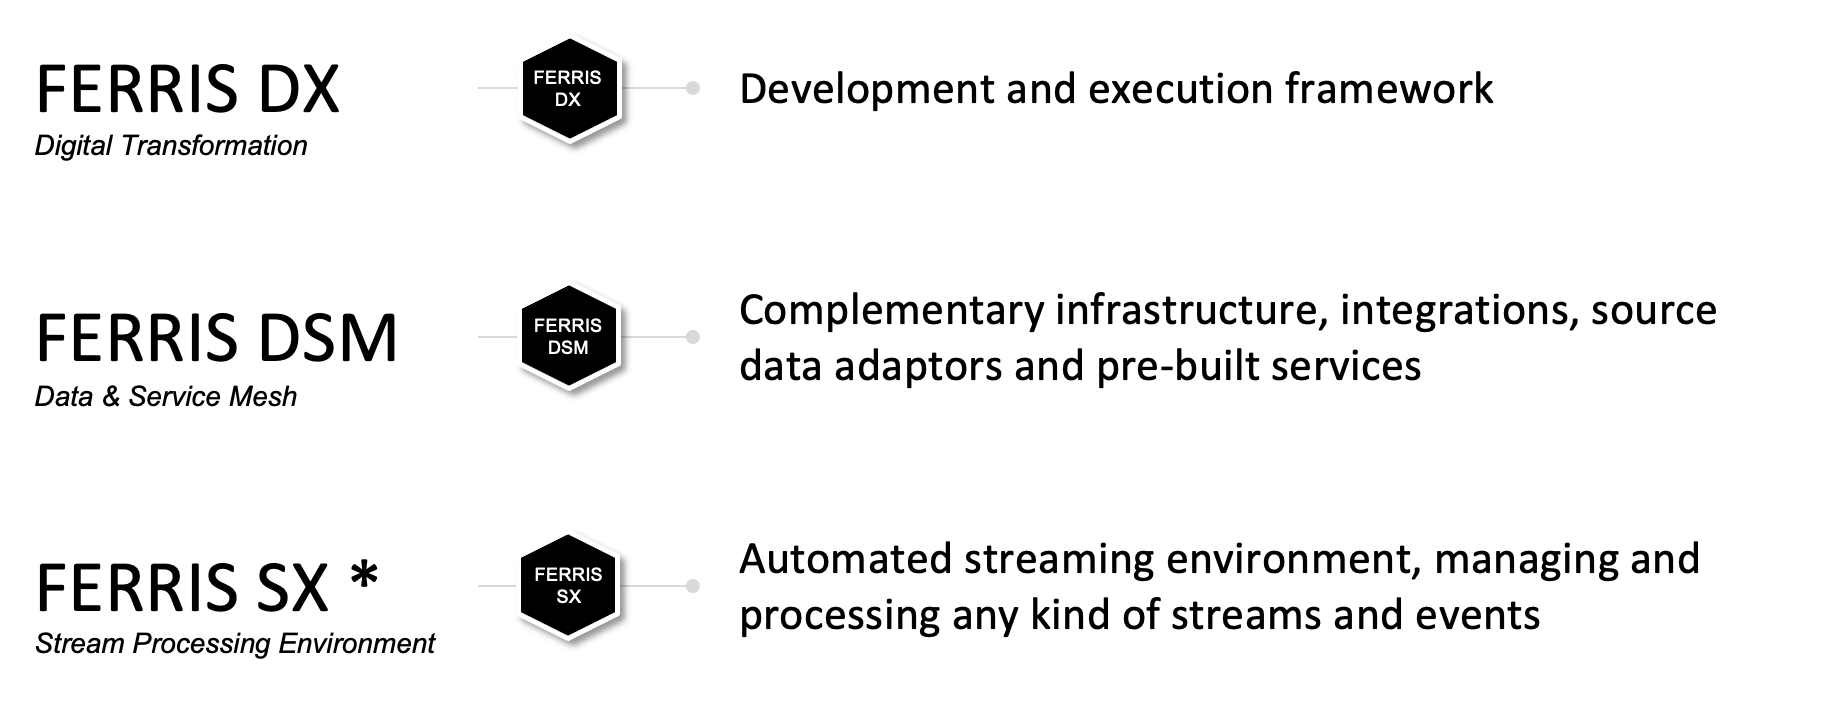 FERRIS DX
Digital Transformation
FERRIS
DX
Development and execution framework
FERRIS DSM
Data & Service Mesh
FERRIS
DSM
Complementary infrastructure, integrations, source
data adaptors and pre-built services
FERRIS SX *
Stream Processing Environment
FERRIS
SX
Automated streaming environment, managing and
processing any kind of streams and events